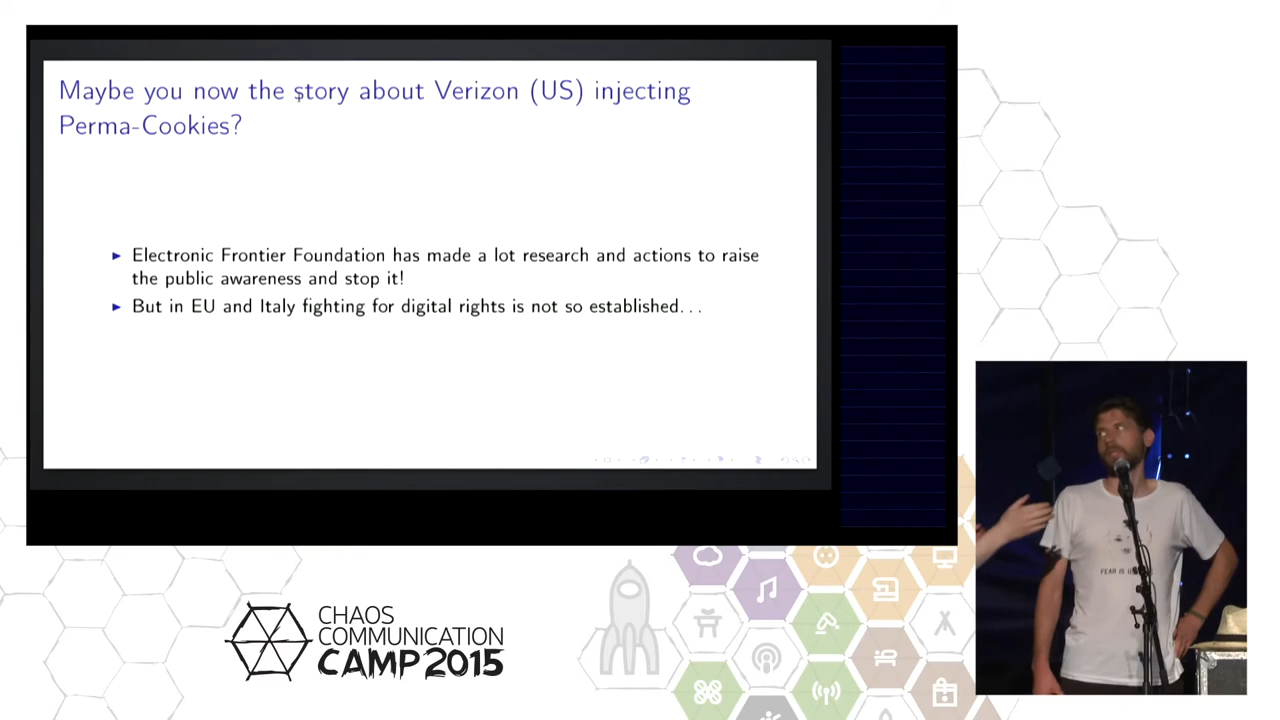 Maybe you now the story about Verizon (US) injecting
Perma-Cookies?
Electronic Frontier Foundation has made a lot research and actions to raise
the public awareness and stop it!
But in EU and Italy fighting for digital rights is not so established...
CHAOS
COMMUNICATION
CAMP 2015
FEAR IS